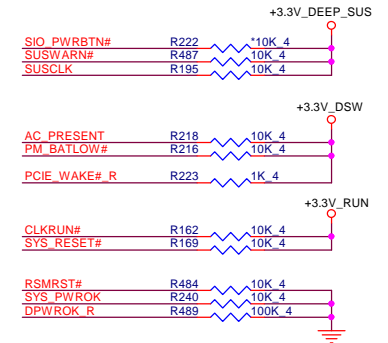 +3.3V_DEEP_SUS
SIO_PWRBTN# R222 *10K_4
SUSWARN# R487 10K_4
SUSCLK R195 10K_4
+3.3V_DSW
AC_PRESENT R218 10K_4
PM_BATLOW# R216 10K_4
PCIE_WAKE#_R R223 1K_4
+3.3V_RUN
CLKRUN# R162 10K_4
SYS_RESET# R169 10K_4
RSMRST# R484 10K_4
SYS_PWROK R240 10K_4
DPWROK_R R489 100K_4